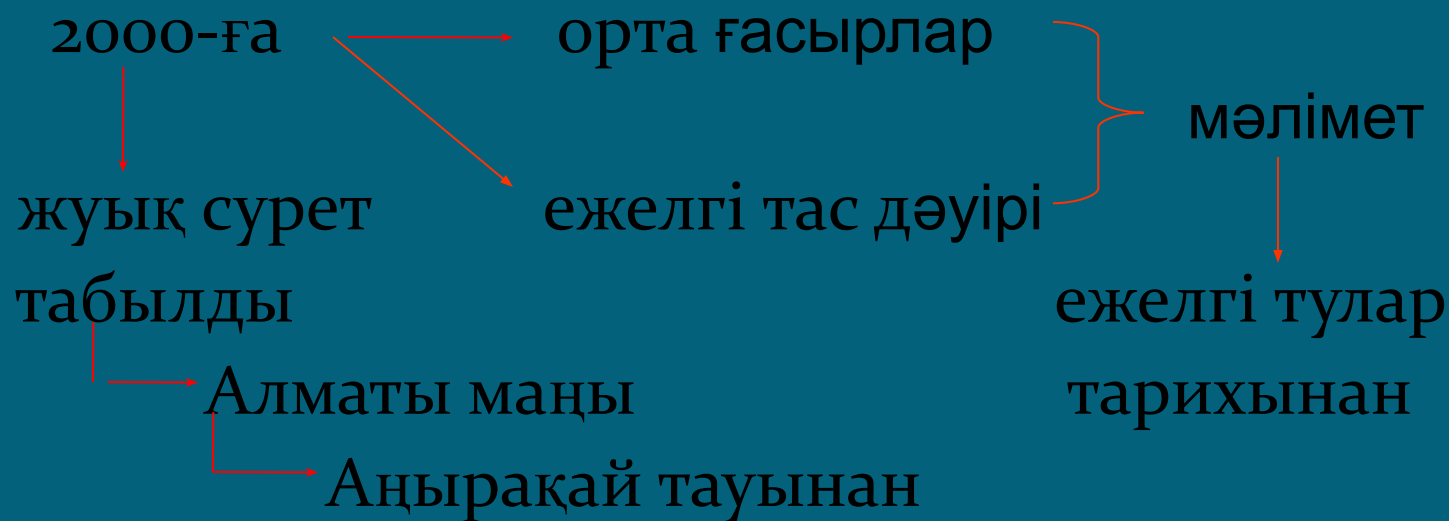 2000-ға орта ғасырлар
мәлімет
жуық сурет ежелгі тас дәуірі
табылды ежелгі тулар
Алматы маңы тарихынан
Аңырақай тауынан